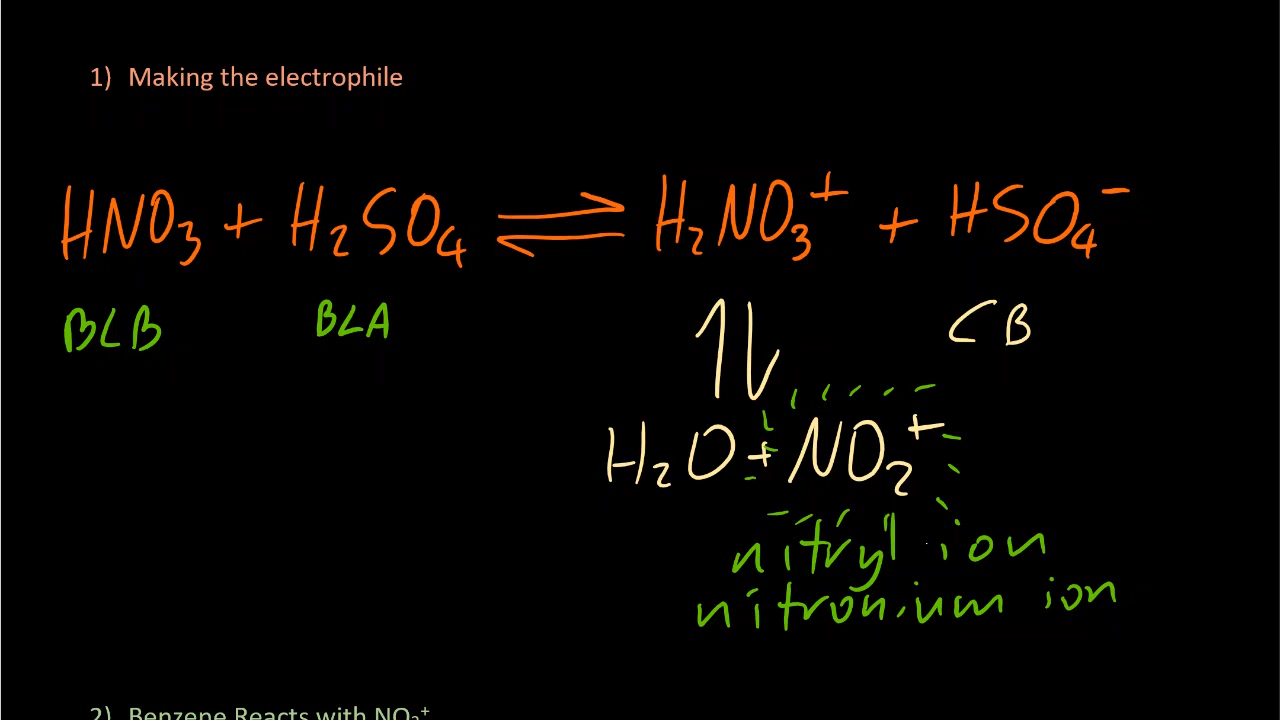 1) Making the electrophile
HNO₃ + H₂SO₄ ⇌ H₂NO₃⁺ + HSO₄⁻
BLB BLA CB
⥮
H₂O + NO₂⁺
nitryl ion
nitronium ion
2) Benzene Reacts with NO₂⁺